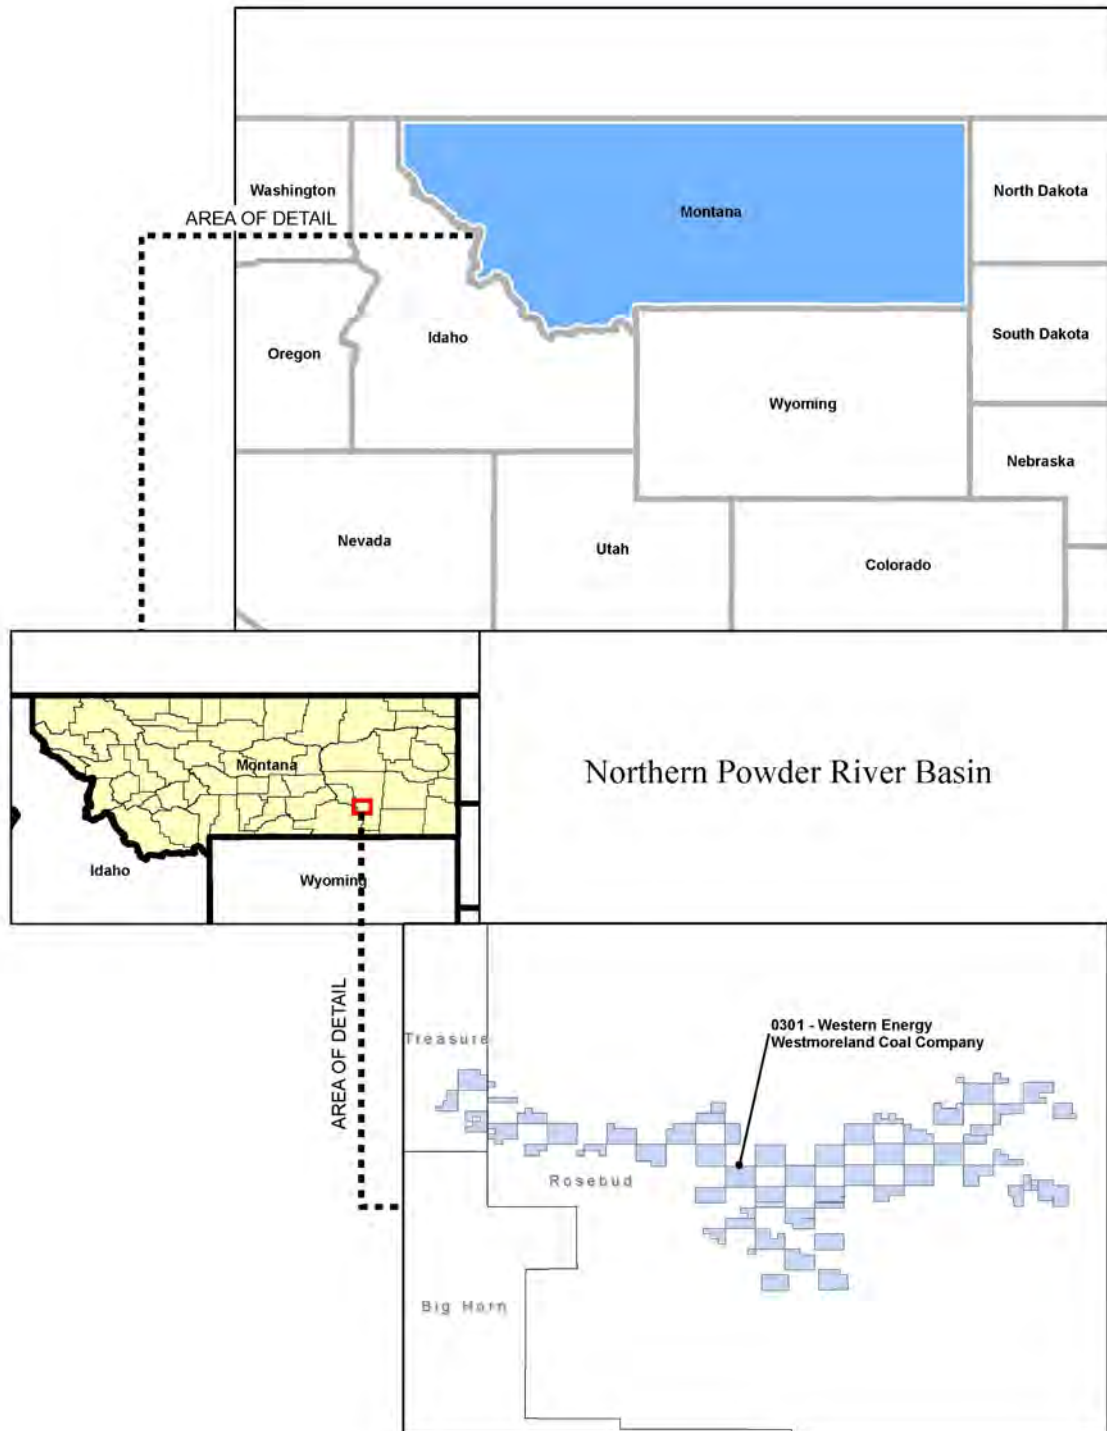 Washington
North Dakota
Montana
AREA OF DETAIL
South Dakota
Idaho
Oregon
Wyoming
Nebraska
Nevada
Utah
Colorado
Montana
Northern Powder River Basin
Idaho
Wyoming
AREA OF DETAIL
0301 - Western Energy
Westmoreland Coal Company
Treasure
Rosebud
Big Horn